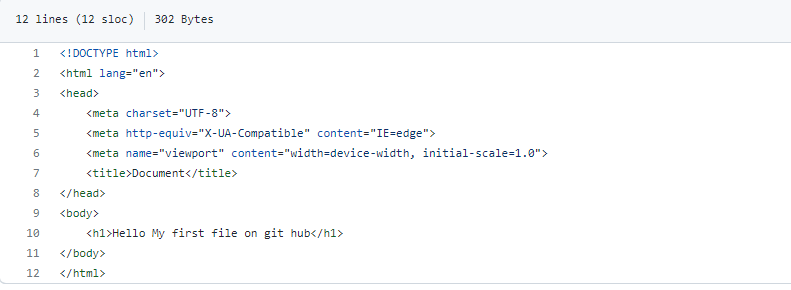 12 lines (12 sloc) 302 Bytes
1 <!DOCTYPE html>
2 <html lang="en">
3 <head>
4     <meta charset="UTF-8">
5     <meta http-equiv="X-UA-Compatible" content="IE=edge">
6     <meta name="viewport" content="width=device-width, initial-scale=1.0">
7     <title>Document</title>
8 </head>
9 <body>
10     <h1>Hello My first file on git hub</h1>
11 </body>
12 </html>